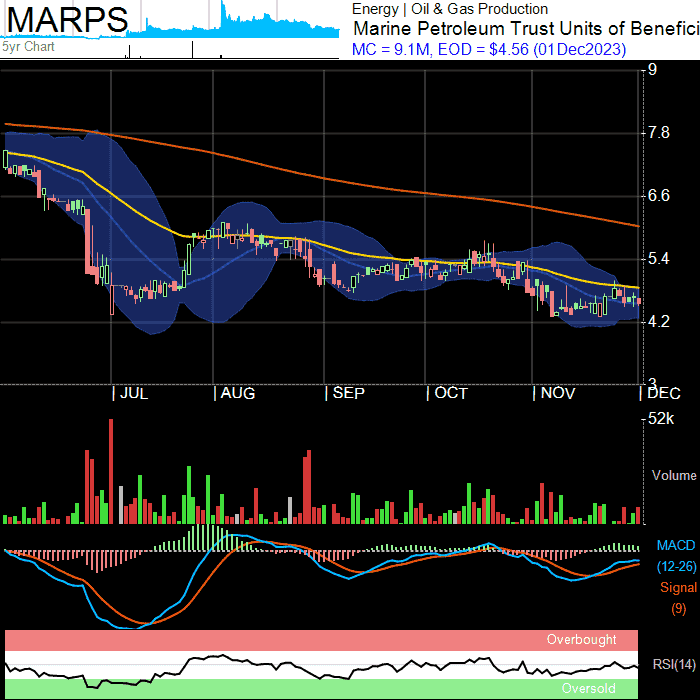 MARPS
5yr Chart
Energy | Oil & Gas Production
Marine Petroleum Trust Units of Benefici
MC = 9.1M, EOD = $4.56 (01Dec2023)
9
7.8
6.6
5.4
4.2
3
JUL
AUG
SEP
OCT
NOV
DEC
52k
Volume
MACD
(12-26)
Signal
(9)
Overbought
RSI(14)
Oversold